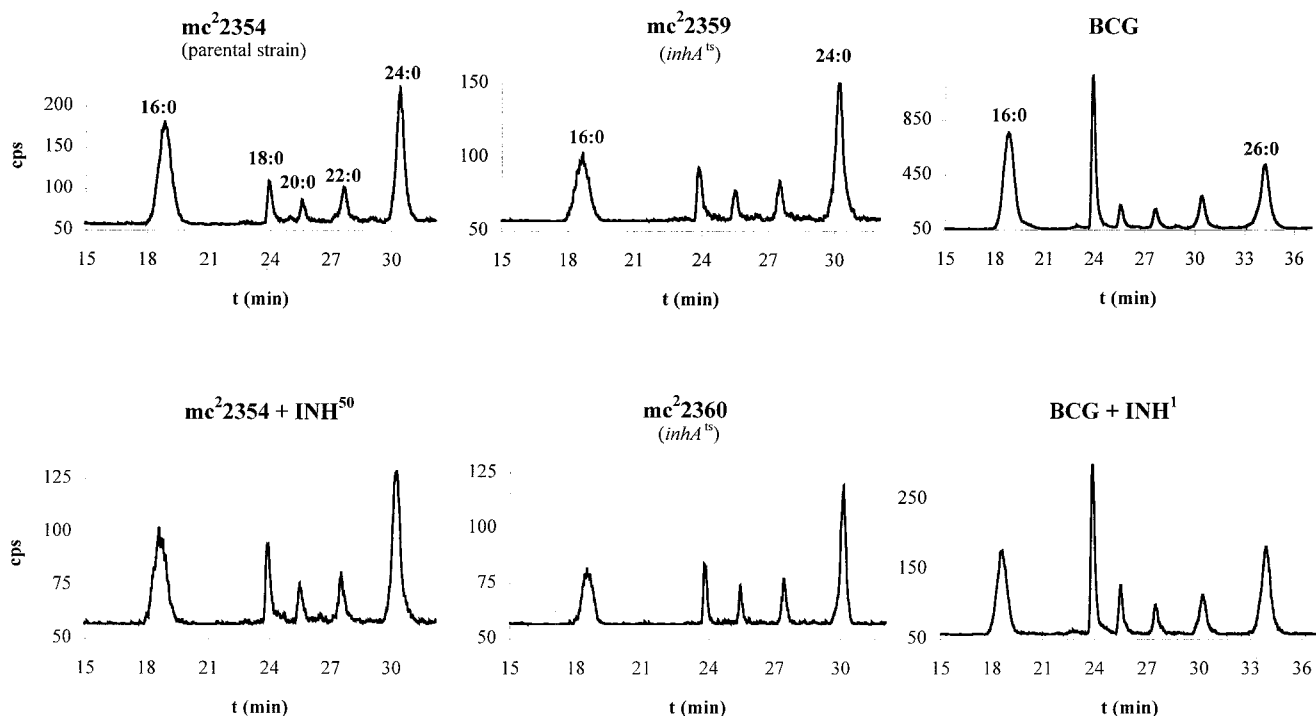 mc²2354
(parental strain)
24:0
200
16:0
150
cps
18:0
22:0
100
20:0
50
15 18 21 24 27 30
t (min)
mc²2359
(inhA^ts)
24:0
150
16:0
100
50
15 18 21 24 27 30
t (min)
BCG
850
16:0
26:0
450
50
15 18 21 24 27 30 33 36
t (min)
mc²2354 + INH⁵⁰
125
100
cps
75
50
15 18 21 24 27 30
t (min)
mc²2360
(inhA^ts)
125
100
75
50
15 18 21 24 27 30
t (min)
BCG + INH¹
250
150
50
15 18 21 24 27 30 33 36
t (min)